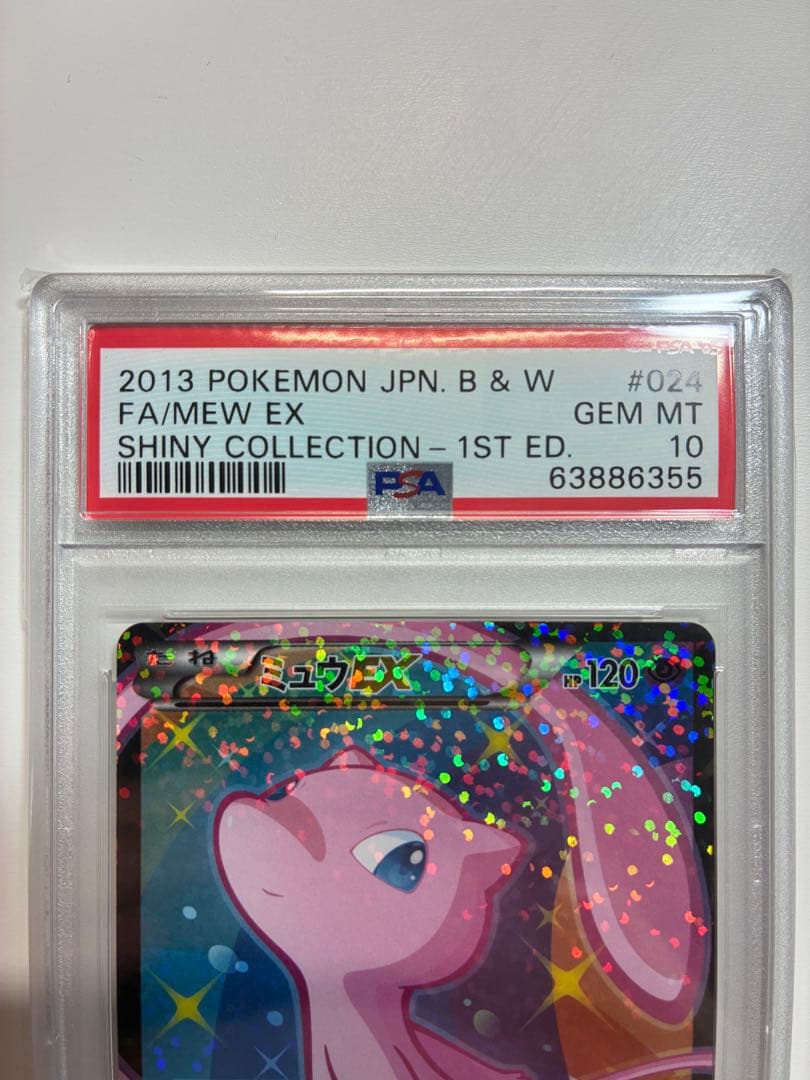 2013 POKEMON JPN. B & W #024
FA/MEW EX GEM MT
SHINY COLLECTION - 1ST ED. 10
PSA 63886355
たね ミュウEX HP120